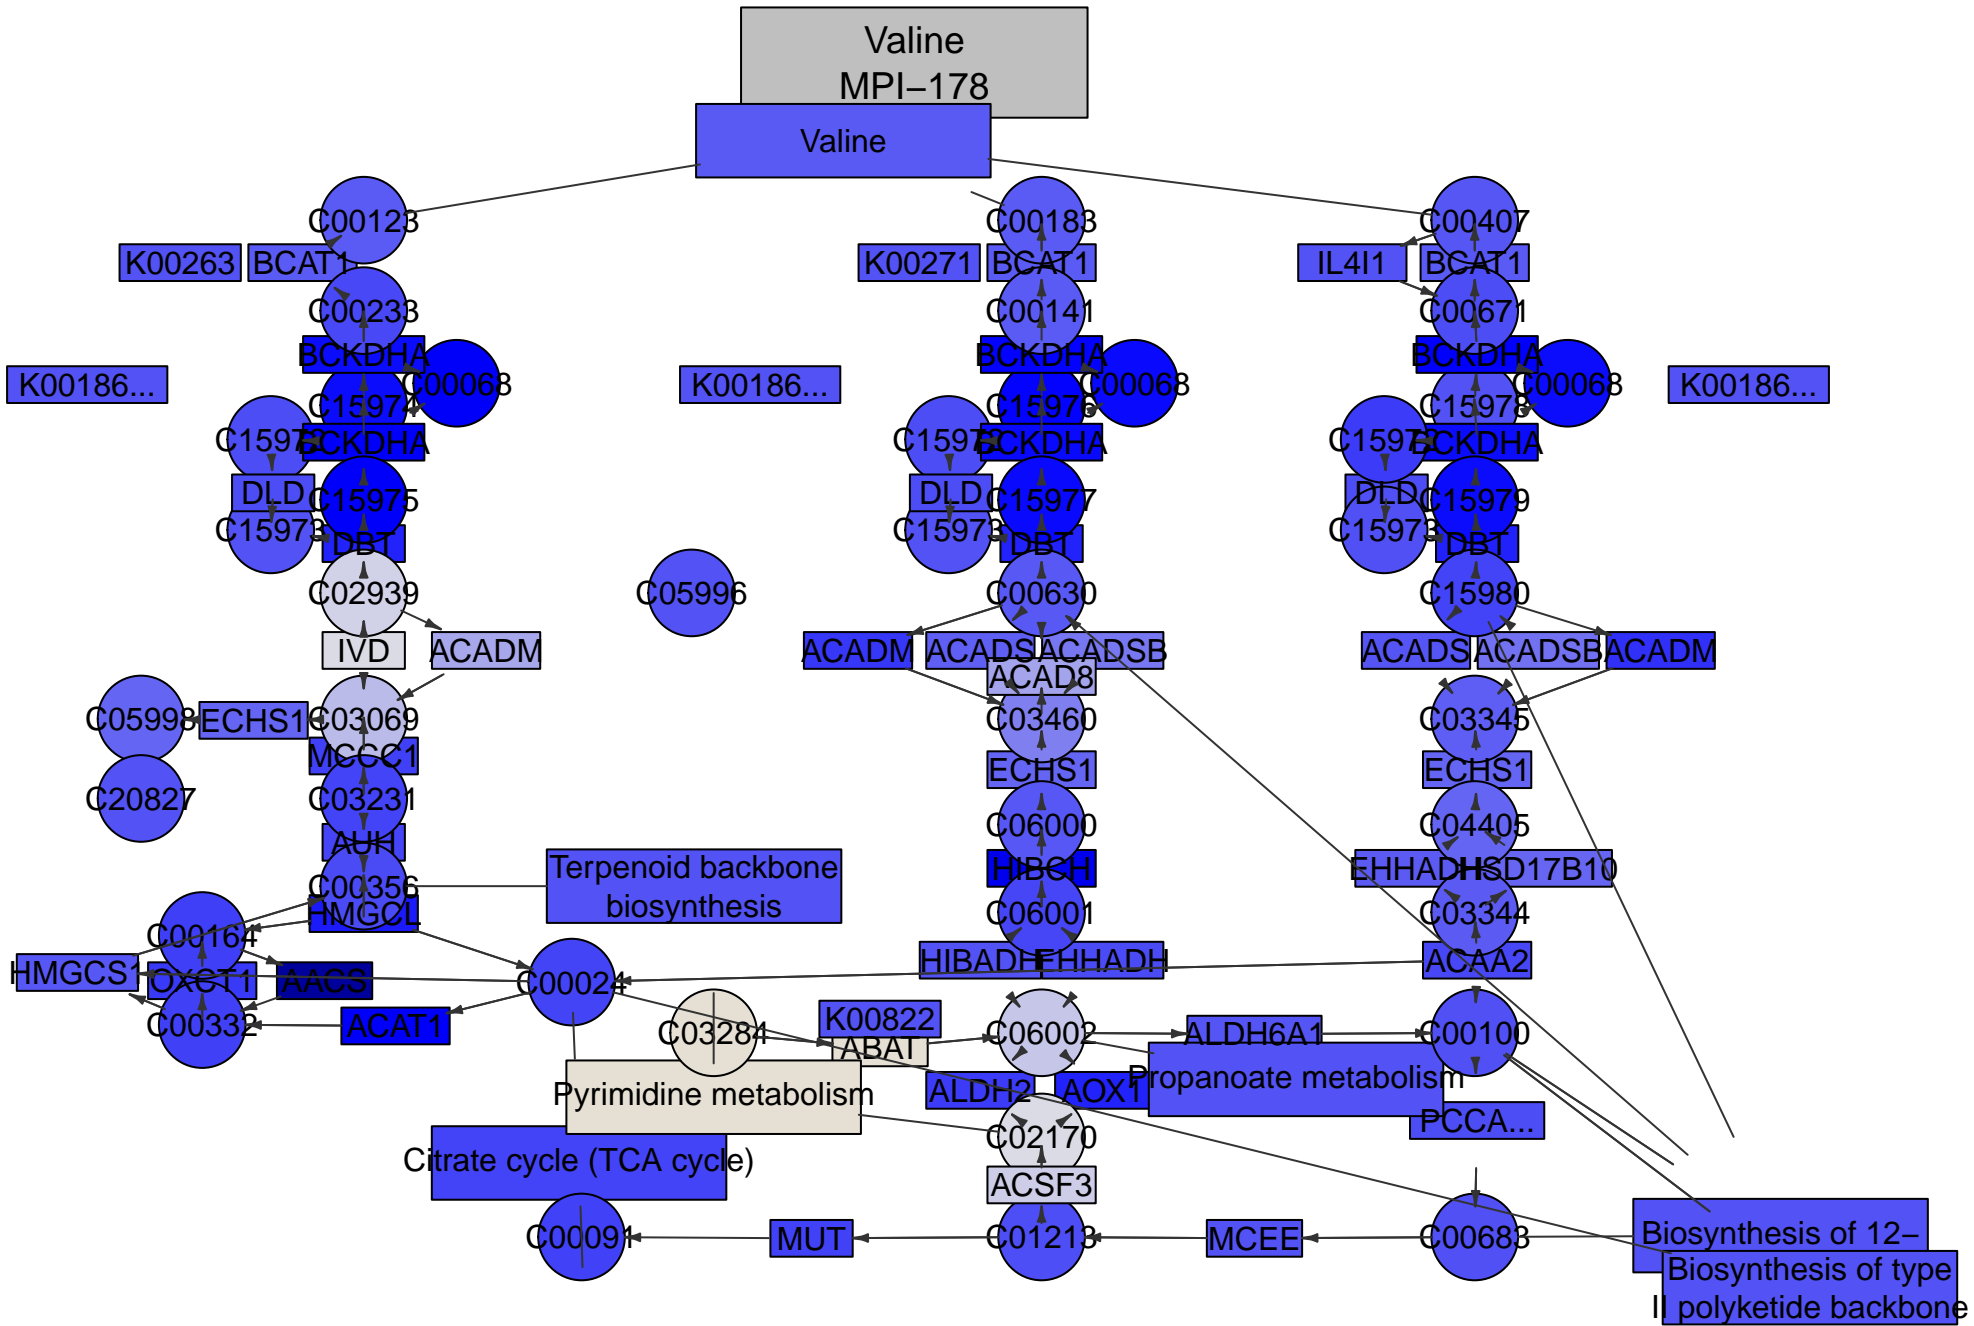 Valine
MPI−178
Valine
C00123
C00183
C00407
K00263
BCAT1
K00271
BCAT1
IL4I1
BCAT1
C00233
C00141
C00671
BCKDHA
BCKDHA
BCKDHA
K00186...
C00068
K00186...
C00068
C00068
K00186...
C15974
C15976
C15978
C15972
BCKDHA
C15972
BCKDHA
C15972
BCKDHA
DLD
C15975
DLD
C15977
DLD
C15979
C15973
DBT
C15973
DBT
C15973
DBT
C02939
C05996
C00630
C15980
IVD
ACADM
ACADM
ACADS
ACADSB
ACADS
ACADSB
ACADM
ACAD8
C05998
ECHS1
C03069
C03460
C03345
MCCC1
ECHS1
ECHS1
C20827
C03231
C06000
C04405
AUH
Terpenoid backbone
biosynthesis
HIBCH
EHHADH
HSD17B10
C00356
HMGCL
C06001
C03344
C00164
HMGCS1
OXCT1
AACS
C00024
HIBADH
EHHADH
ACAA2
C00332
ACAT1
C03284
K00822
ABAT
C06002
ALDH6A1
C00100
Pyrimidine metabolism
ALDH2
AOX1
Propanoate metabolism
PCCA...
C02170
Citrate cycle (TCA cycle)
ACSF3
C00091
MUT
C01213
MCEE
C00683
Biosynthesis of 12−
Biosynthesis of type
II polyketide backbone